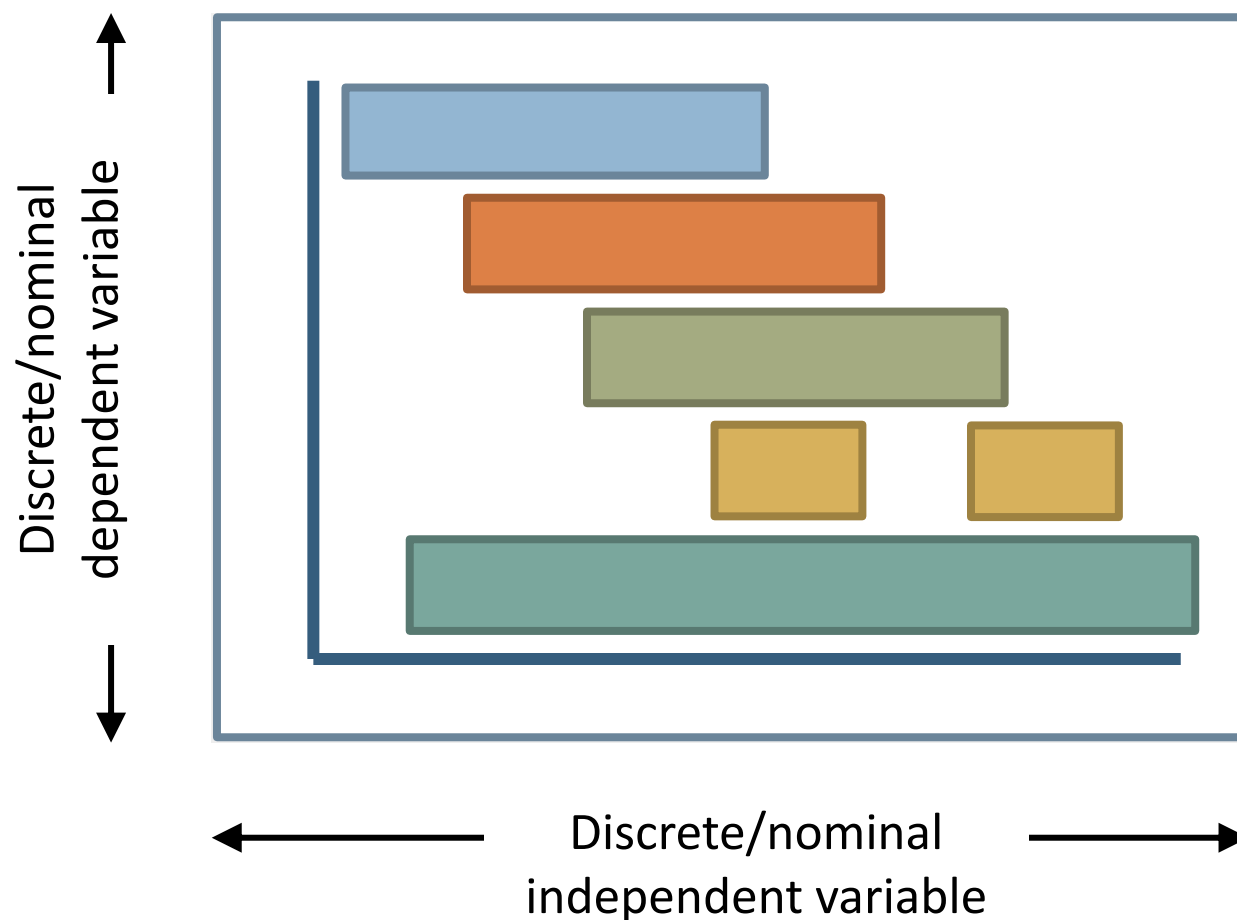 Discrete/nominal
dependent variable
Discrete/nominal
independent variable